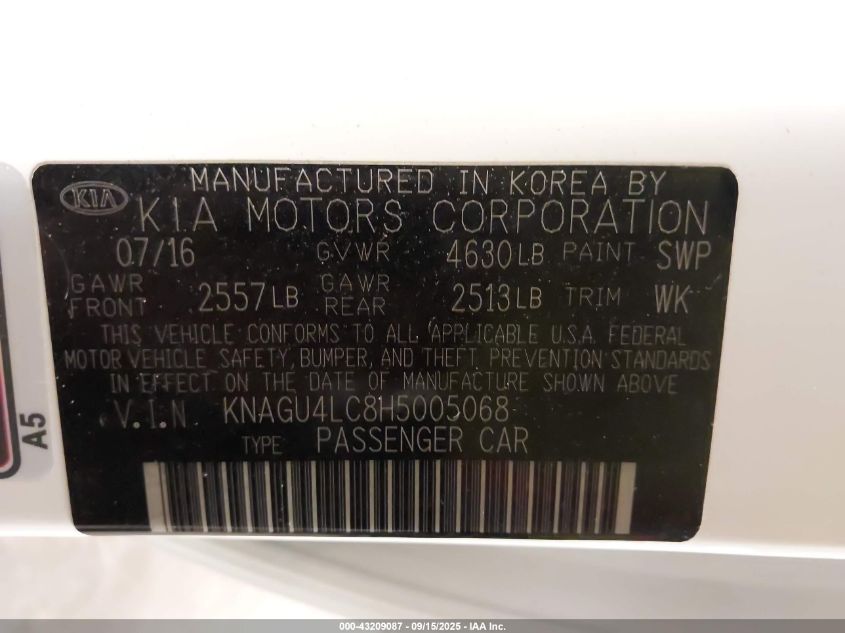 MANUFACTURED IN KOREA BY
KIA KIA MOTORS CORPORATION
07/16 GVWR 4630LB PAINT SWP
GAWR FRONT 2557LB GAWR REAR 2513LB TRIM WK
THIS VEHICLE CONFORMS TO ALL APPLICABLE U.S.A. FEDERAL
MOTOR VEHICLE SAFETY, BUMPER, AND THEFT PREVENTION STANDARDS
IN EFFECT ON THE DATE OF MANUFACTURE SHOWN ABOVE
V.I.N KNAGU4LC8H5005068
TYPE PASSENGER CAR
A5
000-43209087 - 09/15/2025 - IAA Inc.